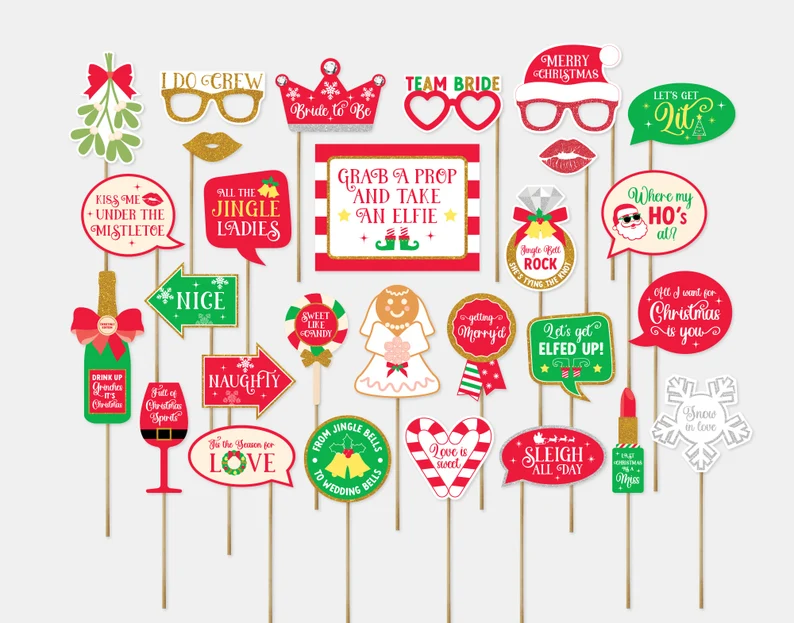 I DO CREW
Bride to Be
TEAM BRIDE
MERRY
CHRISTMAS
LET'S GET
Lit
KISS ME
UNDER THE
MISTLETOE
ALL THE
JINGLE
LADIES
GRAB A PROP
AND TAKE
AN ELFIE
Jingle Bell
ROCK
SHE'S TYING THE KNOT
Where my
HO's
at?
NICE
SWEET
LIKE
CANDY
getting
Merry'd
Let's get
ELFED UP!
All I want for
Christmas
is you
DRINK UP
Grinches
IT'S
Christmas
NAUGHTY
Full of
Christmas
Spirits
Snow
in love
'Tis the Season for
LOVE
FROM JINGLE BELLS
TO WEDDING BELLS
Love is
sweet
SLEIGH
ALL DAY
LAST
CHRISTMAS
AS A
Miss